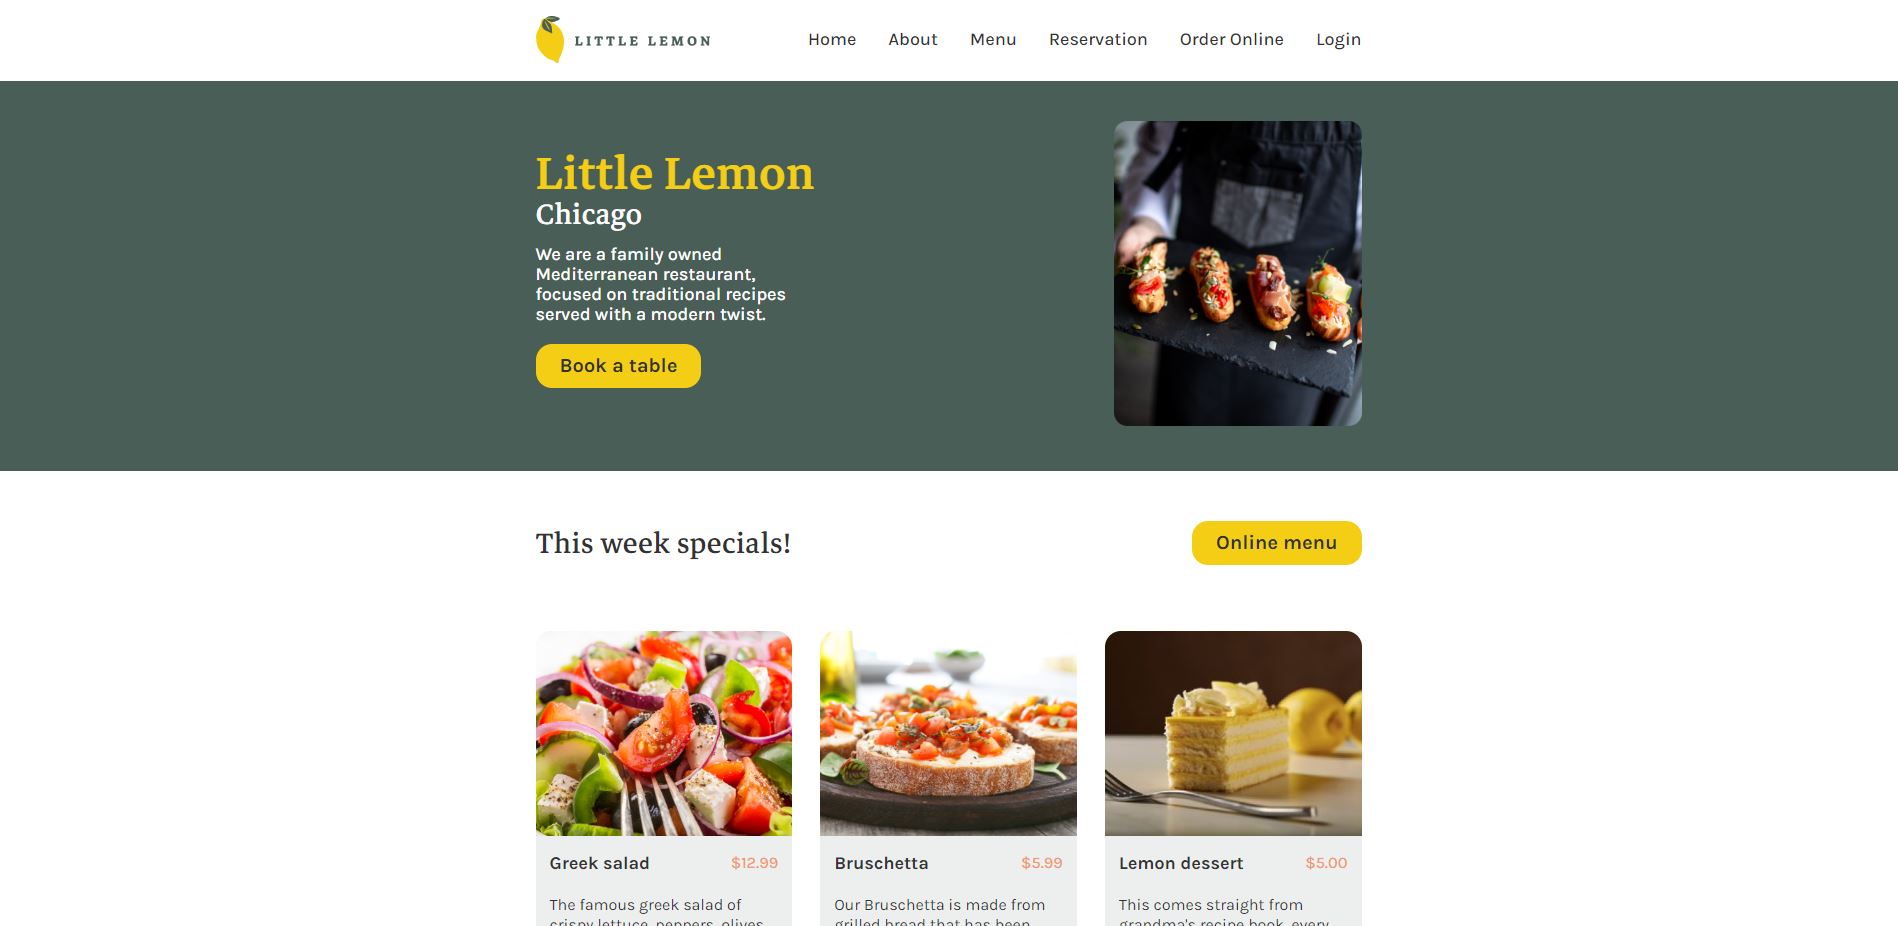 LITTLE LEMON
Home About Menu Reservation Order Online Login
Little Lemon
Chicago
We are a family owned
Mediterranean restaurant,
focused on traditional recipes
served with a modern twist.
Book a table
This week specials!
Online menu
Greek salad $12.99
The famous greek salad of
crispy lettuce, peppers, olives
Bruschetta $5.99
Our Bruschetta is made from
grilled bread that has been
Lemon dessert $5.00
This comes straight from
grandma's recipe book, every